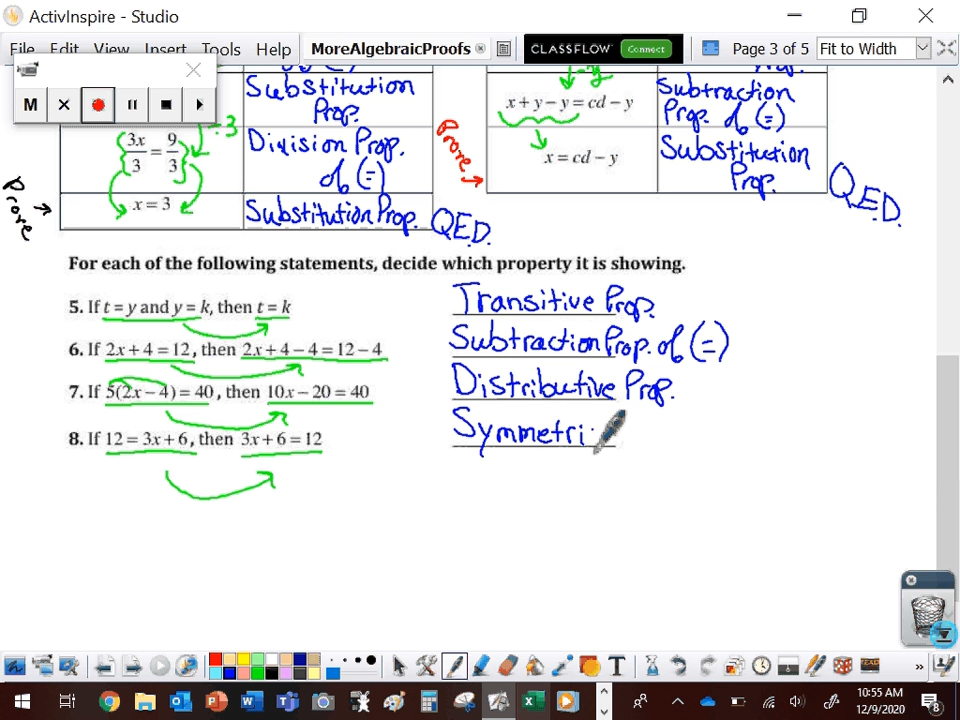 ActivInspire - Studio
File Edit View Insert Tools Help
MoreAlgebraicProofs
CLASSFLOW Connect
Page 3 of 5
Fit to Width
M
Substitution Prop.
÷3
3x/3 = 9/3
Division Prop. of (=)
Prove →
x = 3
Substitution Prop.
Q.E.D.
-y
x + y − y = cd − y
Subtraction Prop. of (=)
Prove →
x = cd − y
Substitution Prop.
Q.E.D.
For each of the following statements, decide which property it is showing.
5. If t = y and y = k, then t = k
Transitive Prop.
6. If 2x + 4 = 12, then 2x + 4 − 4 = 12 − 4
Subtraction Prop. of (=)
7. If 5(2x − 4) = 40, then 10x − 20 = 40
Distributive Prop.
8. If 12 = 3x + 6, then 3x + 6 = 12
Symmetri
10:55 AM
12/9/2020
8